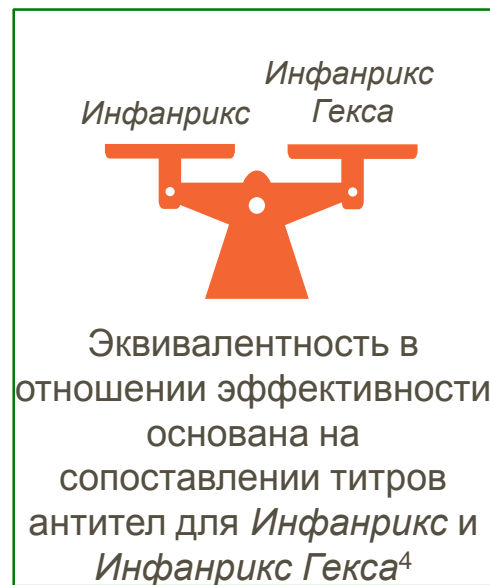 Инфанрикс
Инфанрикс
Гекса
Эквивалентность в
отношении эффективности
основана на
сопоставлении титров
антител для Инфанрикс и
Инфанрикс Гекса⁴